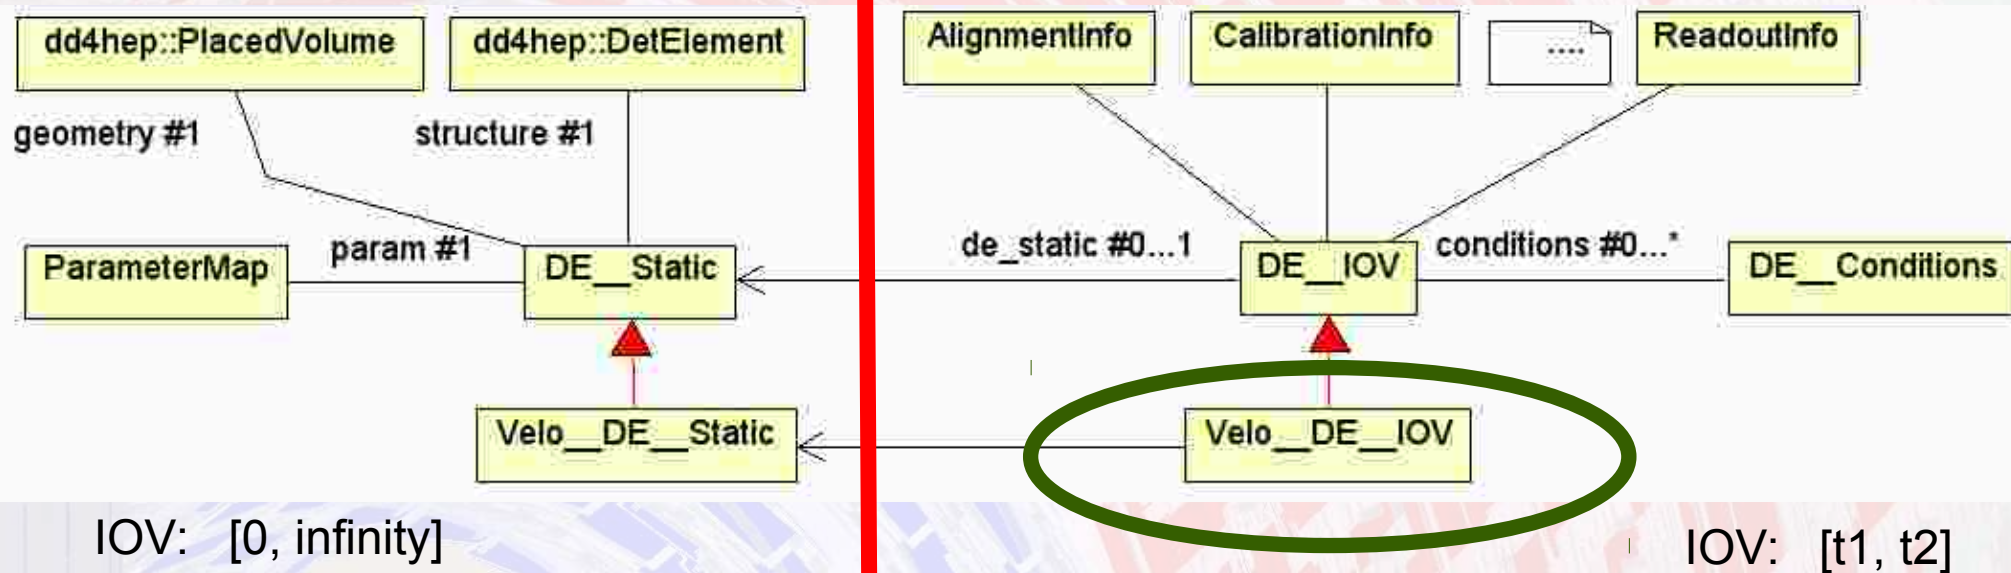 dd4hep::PlacedVolume
dd4hep::DetElement
AlignmentInfo
CalibrationInfo
....
ReadoutInfo
geometry #1
structure #1
ParameterMap
param #1
DE__Static
de_static #0...1
DE__IOV
conditions #0...*
DE__Conditions
Velo__DE__Static
Velo__DE__IOV
IOV: [0, infinity]
IOV: [t1, t2]